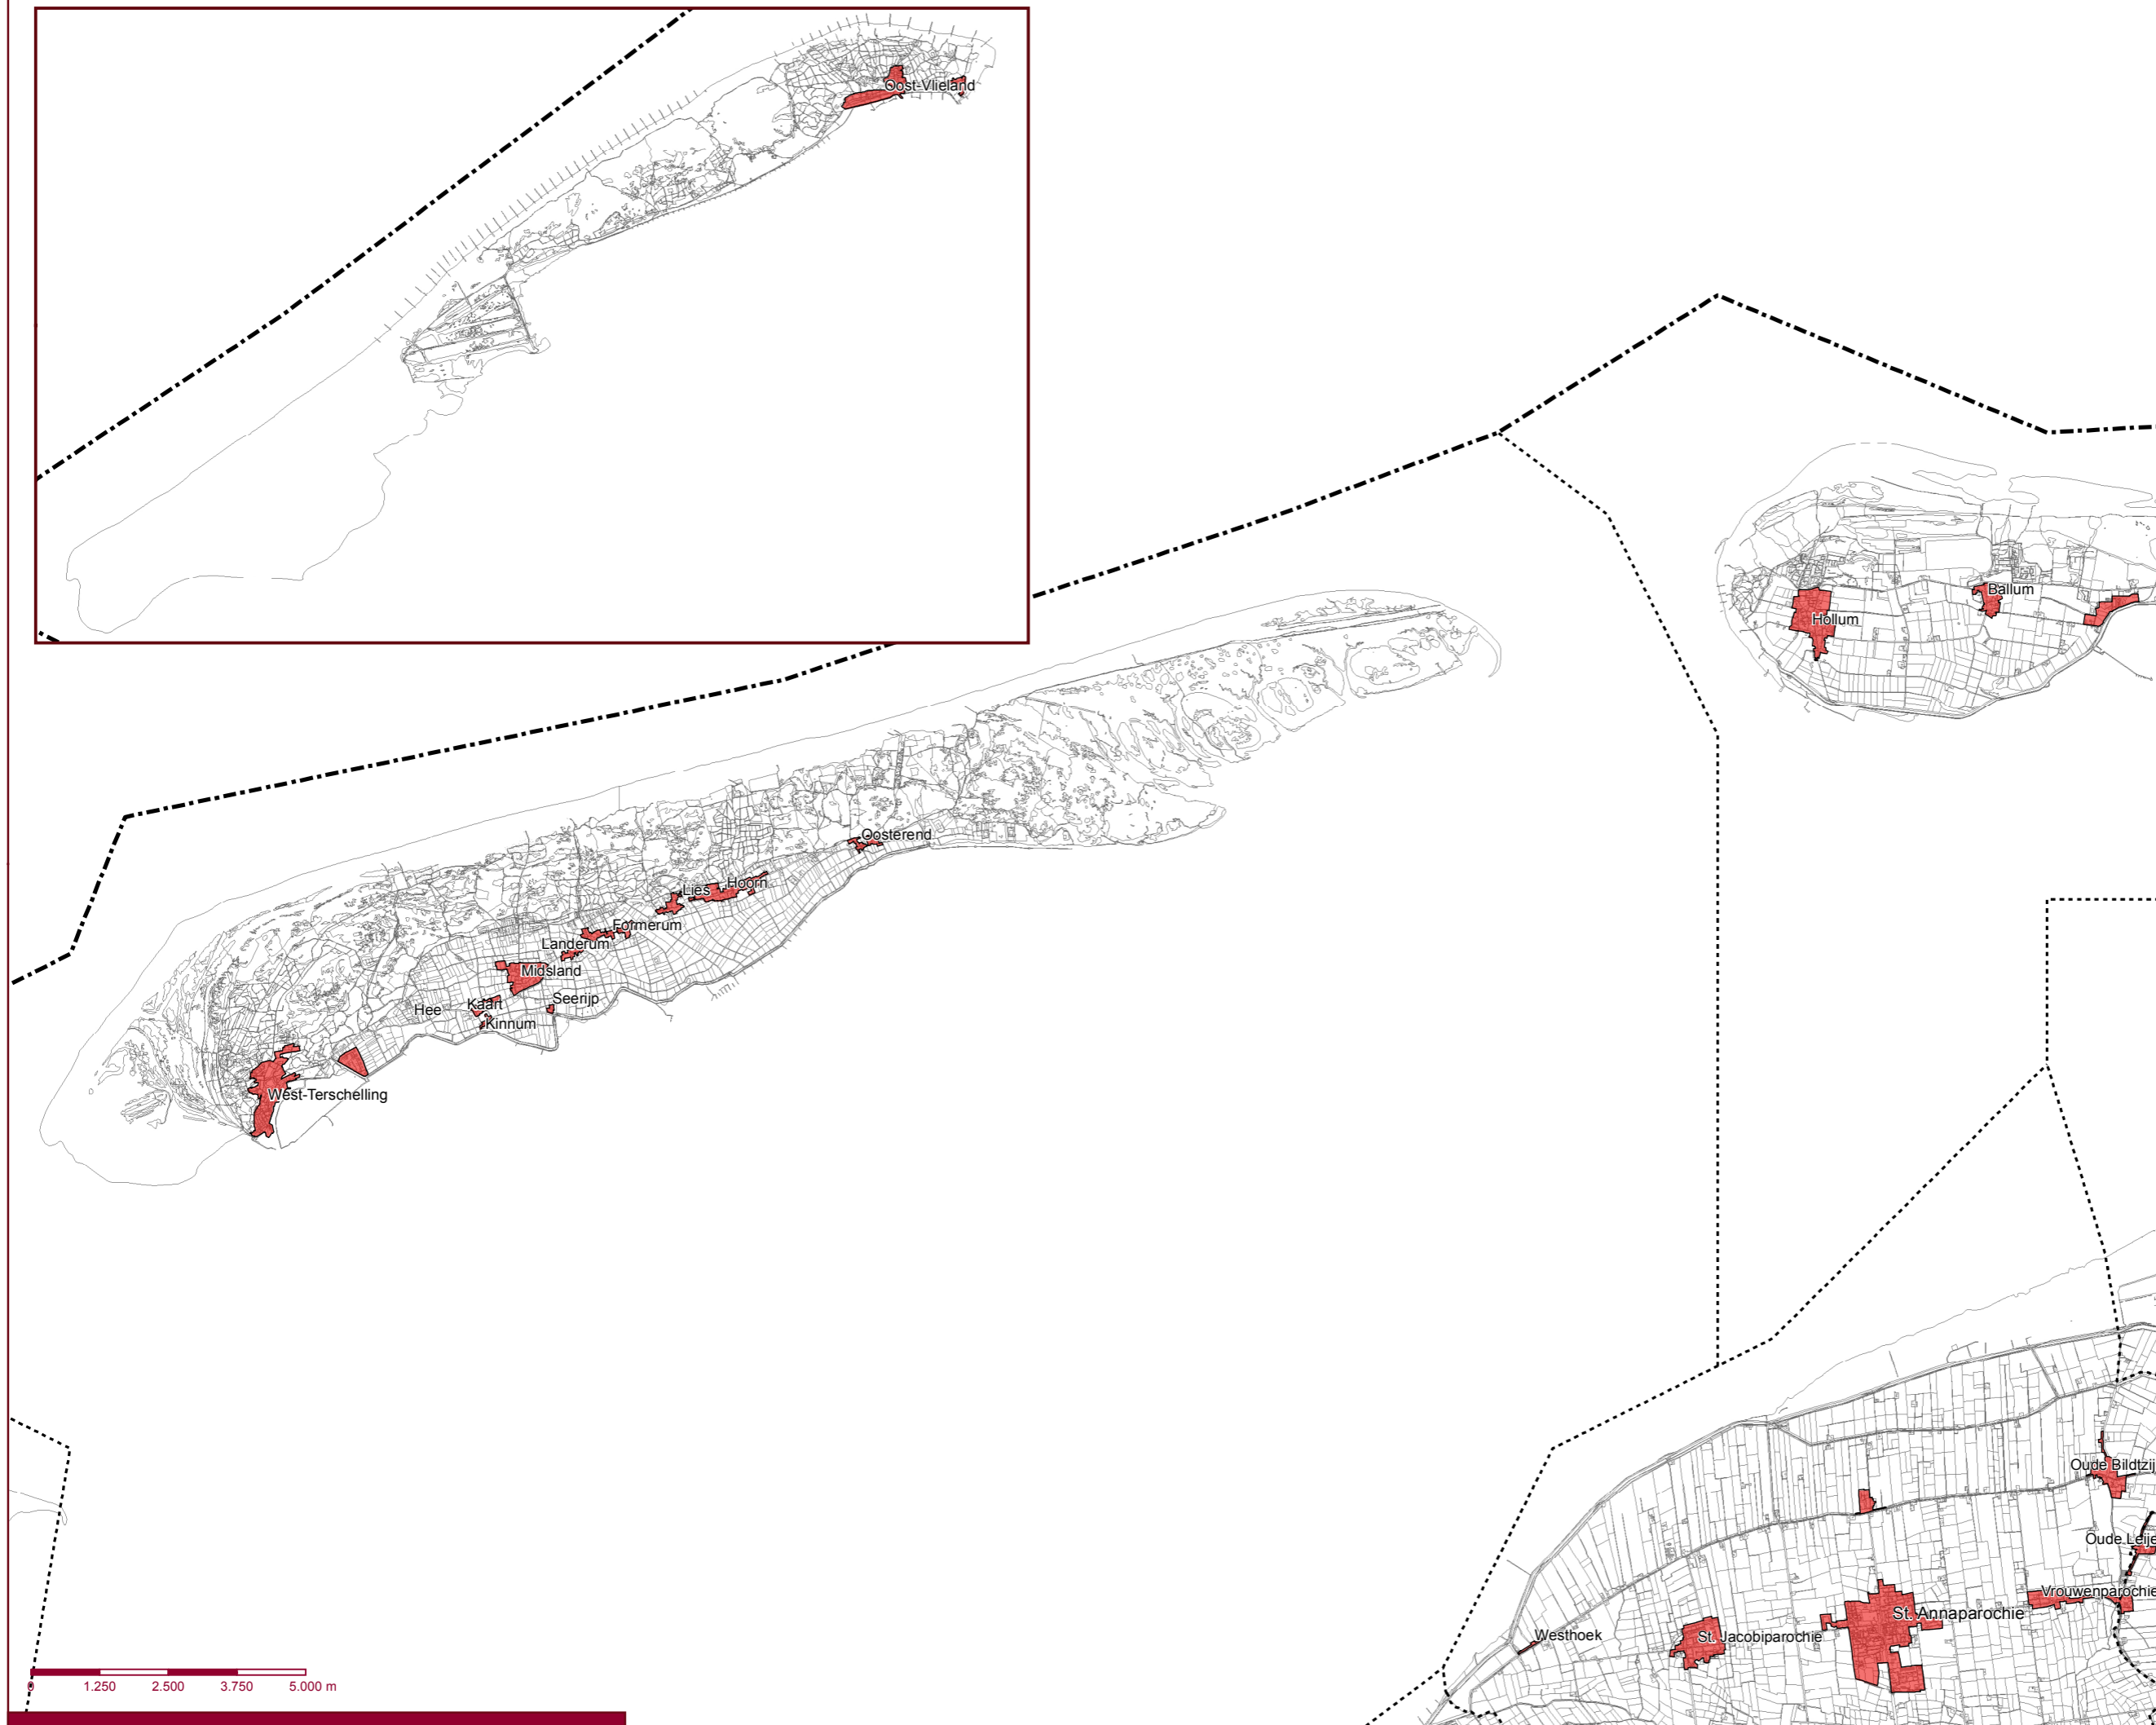 Oost-Vlieland
Ballum
Hollum
Oosterend
Hoorn
Lies
Formerum
Landerum
Midsland
Seerijp
Kaart
Hee
Kinnum
West-Terschelling
Oude Bildtzij
Oude Leije
Vrouwenparochie
St. Annaparochie
Westhoek
St. Jacobiparochie
0 1.250 2.500 3.750 5.000 m